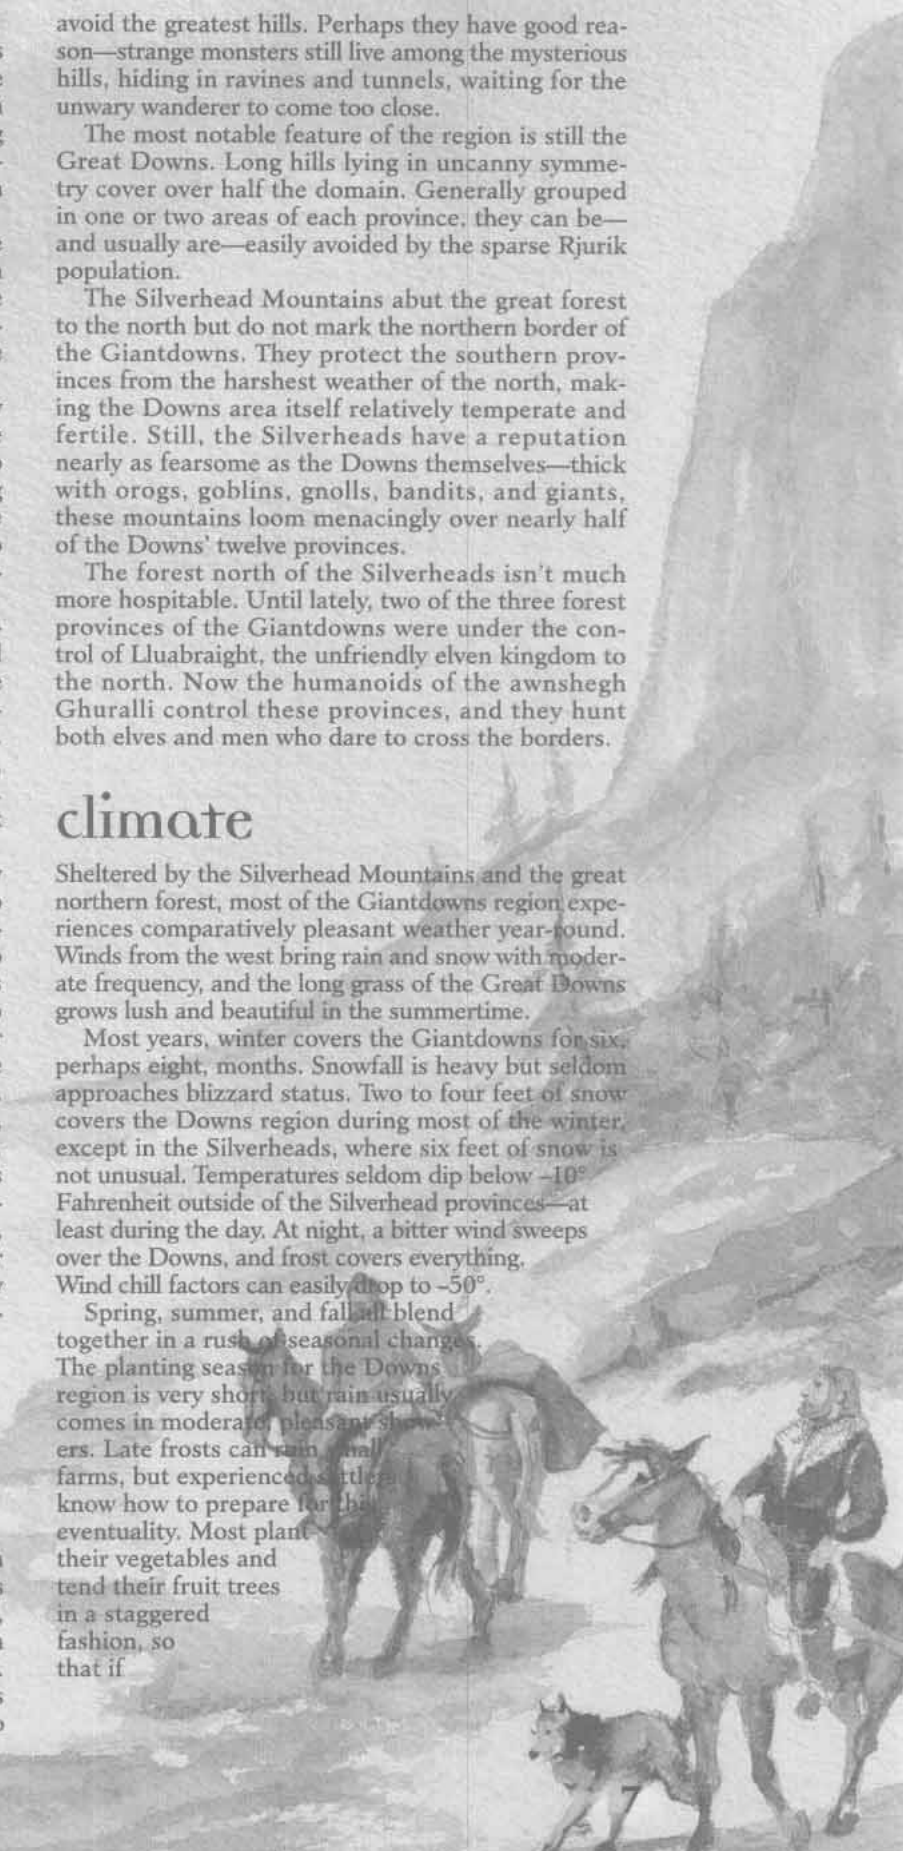 avoid the greatest hills. Perhaps they have good rea-
son—strange monsters still live among the mysterious
hills, hiding in ravines and tunnels, waiting for the
unwary wanderer to come too close.
The most notable feature of the region is still the
Great Downs. Long hills lying in uncanny symme-
try cover over half the domain. Generally grouped
in one or two areas of each province, they can be—
and usually are—easily avoided by the sparse Rjurik
population.
The Silverhead Mountains abut the great forest
to the north but do not mark the northern border of
the Giantdowns. They protect the southern prov-
inces from the harshest weather of the north, mak-
ing the Downs area itself relatively temperate and
fertile. Still, the Silverheads have a reputation
nearly as fearsome as the Downs themselves—thick
with orogs, goblins, gnolls, bandits, and giants,
these mountains loom menacingly over nearly half
of the Downs' twelve provinces.
The forest north of the Silverheads isn't much
more hospitable. Until lately, two of the three forest
provinces of the Giantdowns were under the con-
trol of Lluabraight, the unfriendly elven kingdom to
the north. Now the humanoids of the awnshegh
Ghuralli control these provinces, and they hunt
both elves and men who dare to cross the borders.
climate
Sheltered by the Silverhead Mountains and the great
northern forest, most of the Giantdowns region expe-
riences comparatively pleasant weather year-round.
Winds from the west bring rain and snow with moder-
ate frequency, and the long grass of the Great Downs
grows lush and beautiful in the summertime.
Most years, winter covers the Giantdowns for six,
perhaps eight, months. Snowfall is heavy but seldom
approaches blizzard status. Two to four feet of snow
covers the Downs region during most of the winter,
except in the Silverheads, where six feet of snow is
not unusual. Temperatures seldom dip below –10°
Fahrenheit outside of the Silverhead provinces—at
least during the day. At night, a bitter wind sweeps
over the Downs, and frost covers everything.
Wind chill factors can easily drop to –50°.
Spring, summer, and fall all blend
together in a rush of seasonal changes.
The planting season for the Downs
region is very short, but rain usually
comes in moderate, pleasant show-
ers. Late frosts can ruin small
farms, but experienced settlers
know how to prepare for this
eventuality. Most plant
their vegetables and
tend their fruit trees
in a staggered
fashion, so
that if